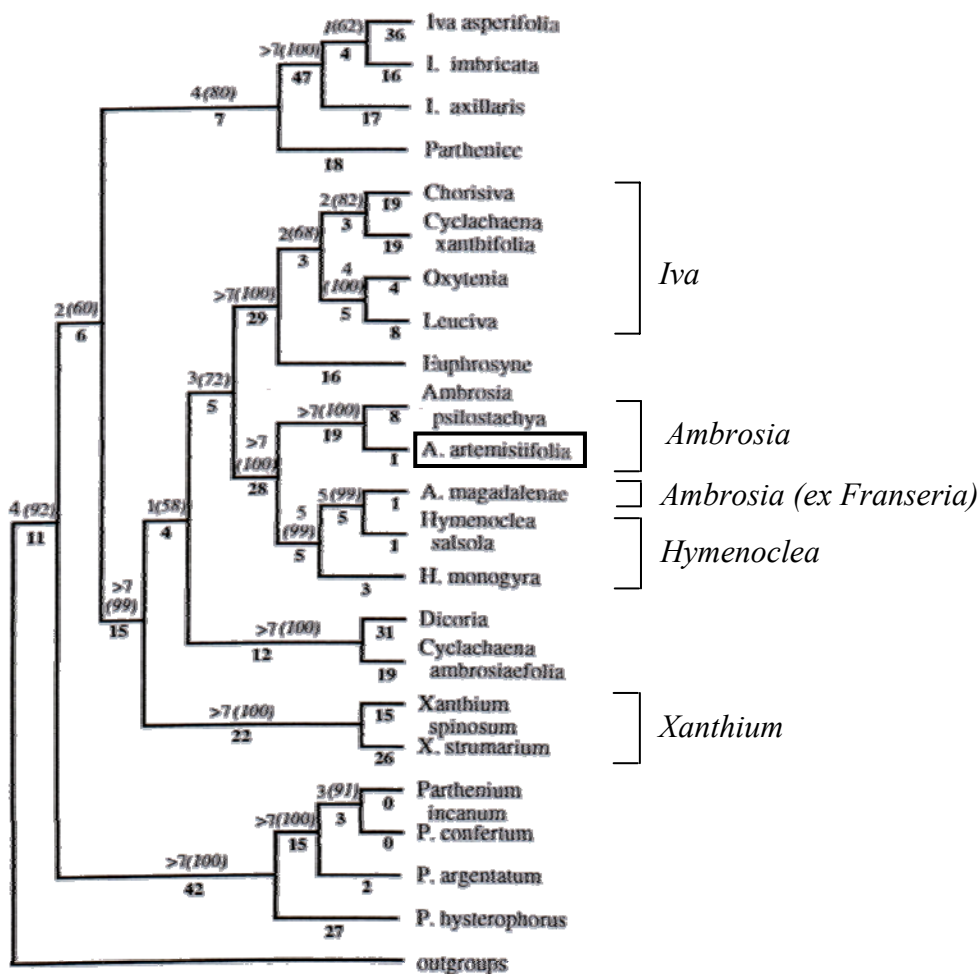 1(62)
36
Iva asperifolia
>7(100)
4
47
16
I. imbricata
4(80)
7
17
I. axillaris
18
Parthenice
2(82)
19
Chorisiva
3
2(68)
3
19
Cyclachaena
xanthifolia
Iva
4
(100)
5
4
Oxytenia
>7(100)
29
8
Leuciva
2(60)
6
16
Euphrosyne
3(72)
5
>7(100)
19
8
Ambrosia
psilostachya
Ambrosia
>7
(100)
28
1
A. artemisiifolia
5(99)
5
1
A. magadalenae
Ambrosia (ex Franseria)
4(92)
11
1(58)
4
5
(99)
5
1
Hymenoclea
salsola
Hymenoclea
3
H. monogyra
>7
(99)
15
>7(100)
12
31
Dicoria
19
Cyclachaena
ambrosiaefolia
>7(100)
22
15
Xanthium
spinosum
Xanthium
26
X. strumarium
3(91)
3
0
Parthenium
incanum
>7(100)
15
0
P. confertum
>7(100)
42
2
P. argentatum
27
P. hysterophorus
outgroups